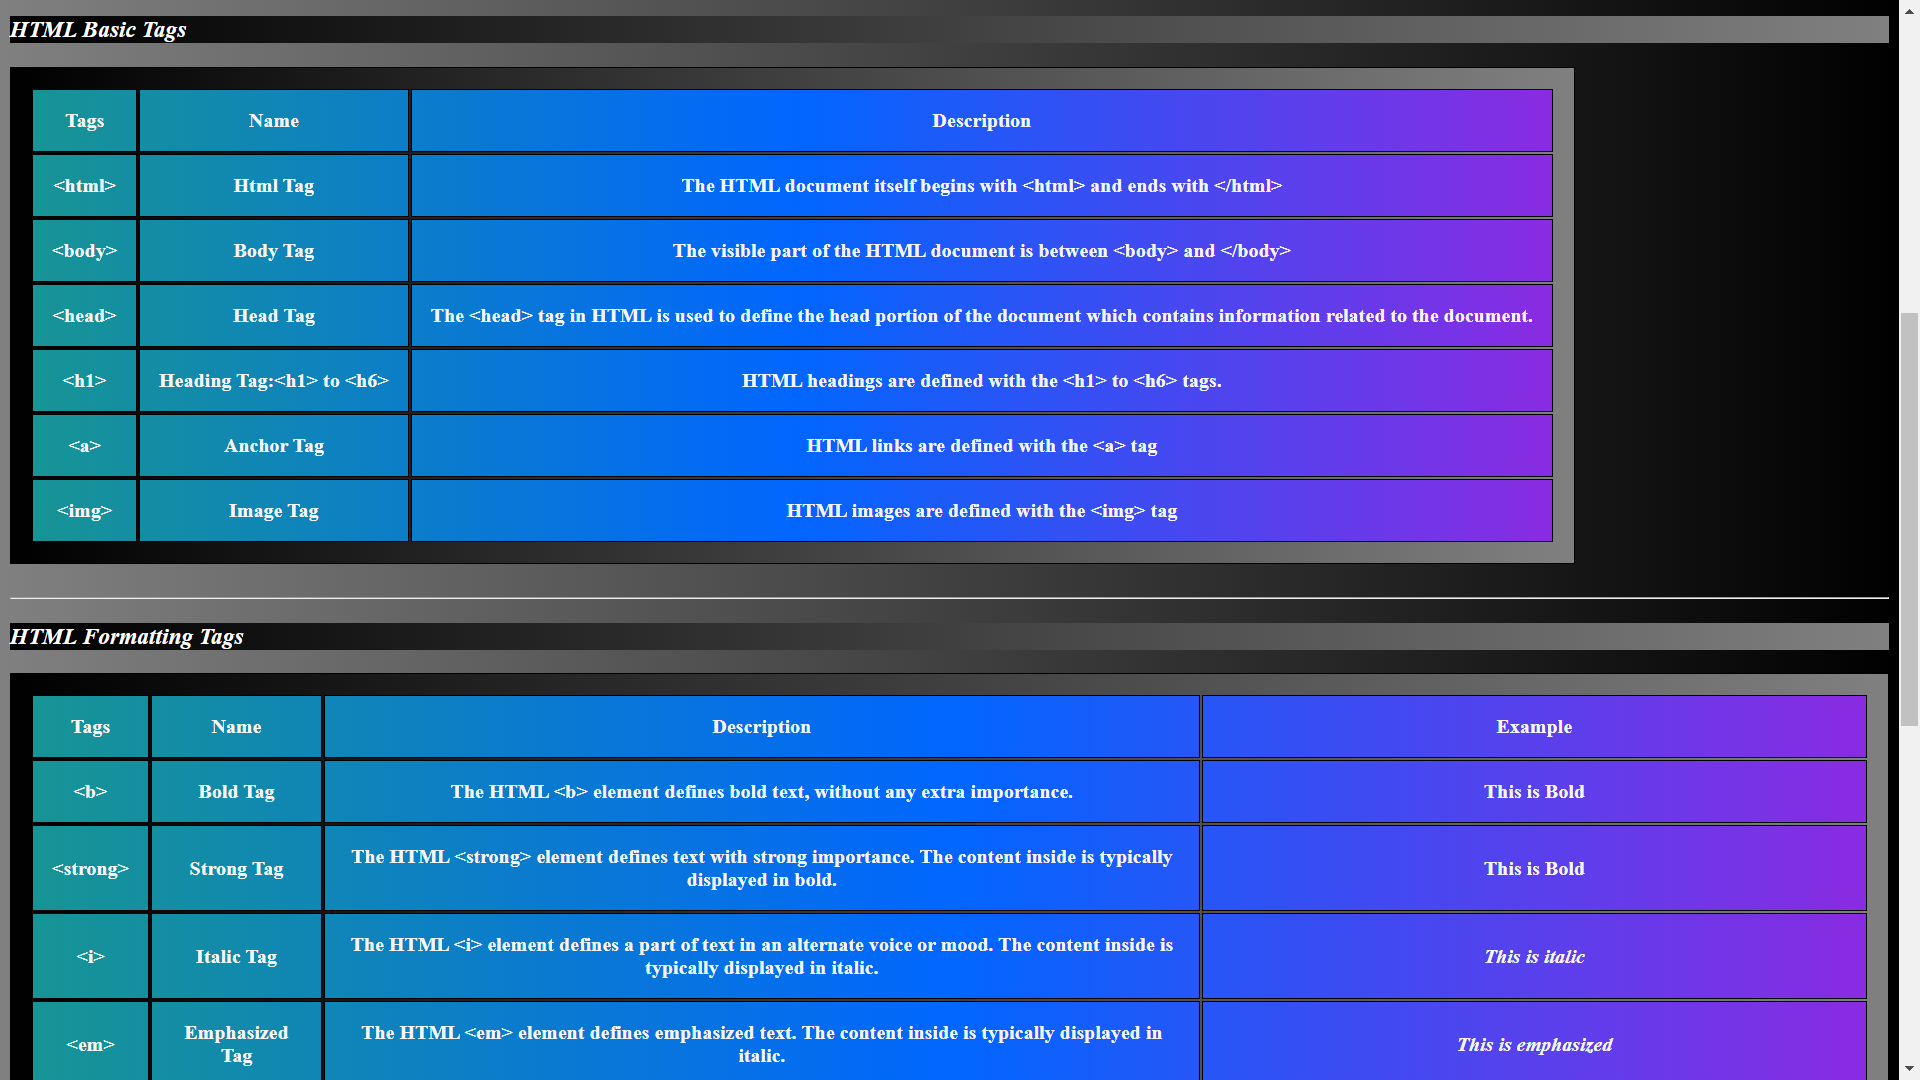 HTML Basic Tags
Tags Name Description
<html> Html Tag The HTML document itself begins with <html> and ends with </html>
<body> Body Tag The visible part of the HTML document is between <body> and </body>
<head> Head Tag The <head> tag in HTML is used to define the head portion of the document which contains information related to the document.
<h1> Heading Tag:<h1> to <h6> HTML headings are defined with the <h1> to <h6> tags.
<a> Anchor Tag HTML links are defined with the <a> tag
<img> Image Tag HTML images are defined with the <img> tag
HTML Formatting Tags
Tags Name Description Example
<b> Bold Tag The HTML <b> element defines bold text, without any extra importance. This is Bold
<strong> Strong Tag The HTML <strong> element defines text with strong importance. The content inside is typically
displayed in bold. This is Bold
<i> Italic Tag The HTML <i> element defines a part of text in an alternate voice or mood. The content inside is
typically displayed in italic. This is italic
<em> Emphasized
Tag The HTML <em> element defines emphasized text. The content inside is typically displayed in
italic. This is emphasized